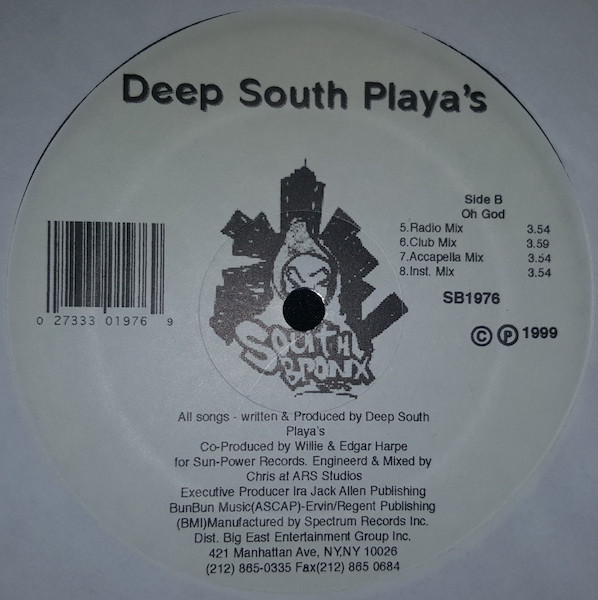 Deep South Playa's
Side B
Oh God
5.Radio Mix 3.54
6.Club Mix 3.59
7.Accapella Mix 3.54
8.Inst. Mix 3.54
SB1976
© ℗ 1999
0 27333 01976 9
South
Bronx
All songs - written & Produced by Deep South
Playa's
Co-Produced by Willie & Edgar Harpe
for Sun-Power Records. Engineerd & Mixed by
Chris at ARS Studios
Executive Producer Ira Jack Allen Publishing
BunBun Music(ASCAP)-Ervin/Regent Publishing
(BMI)Manufactured by Spectrum Records Inc.
Dist. Big East Entertainment Group Inc.
421 Manhattan Ave, NY,NY 10026
(212) 865-0335 Fax(212) 865 0684